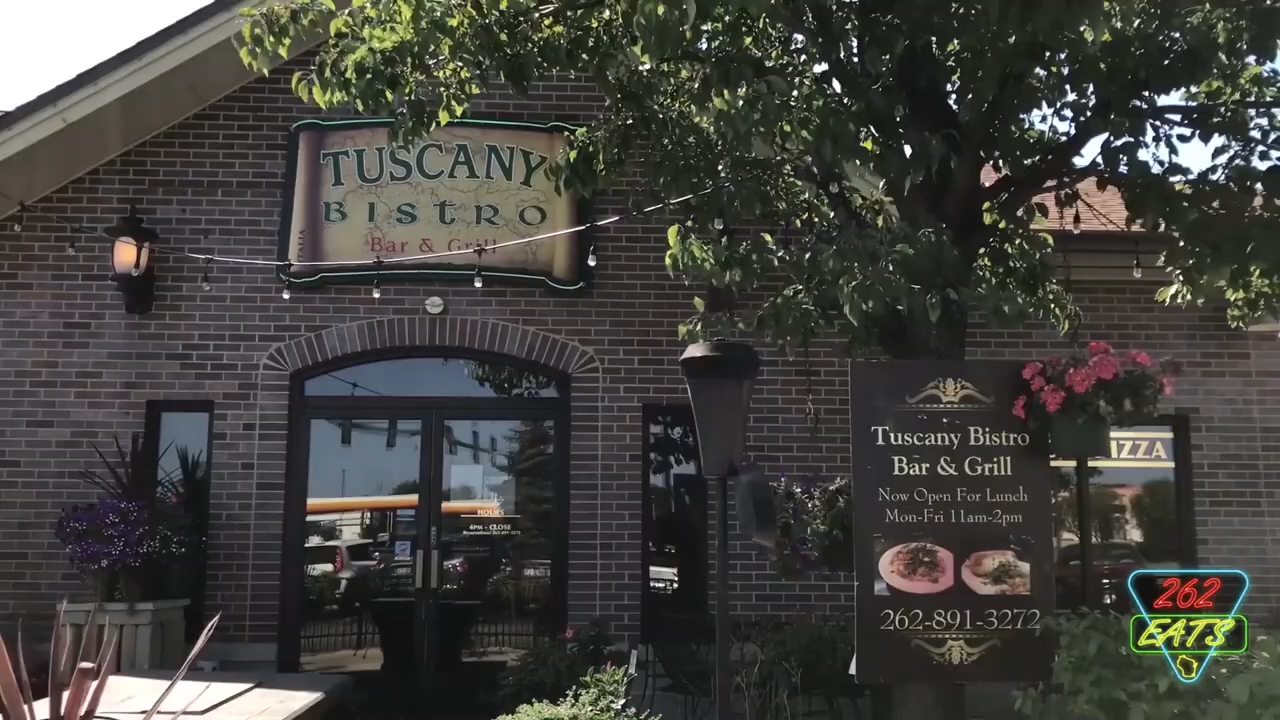 TUSCANY
BISTRO
Bar & Grill
HOURS
4PM - CLOSE
Tuscany Bistro
Bar & Grill
Now Open For Lunch
Mon-Fri 11am-2pm
262-891-3272
IZZA
262
EATS